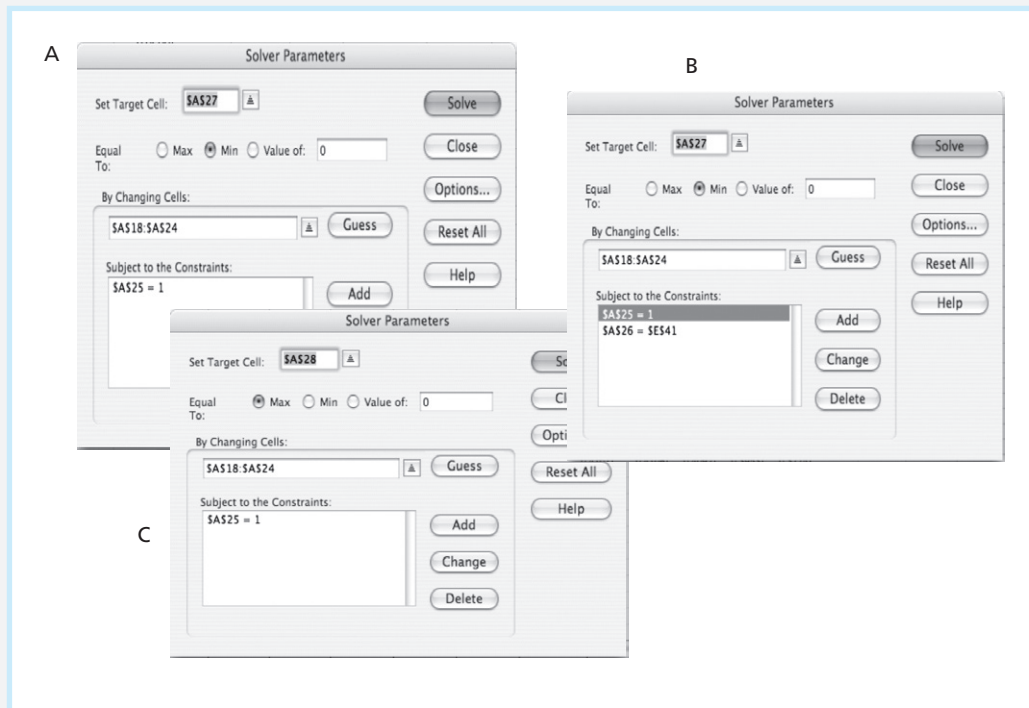 A
Solver Parameters
Set Target Cell: $A$27
Solve
Equal To: Max Min Value of: 0
Close
By Changing Cells:
Options...
$A$18:$A$24 Guess
Reset All
Subject to the Constraints:
$A$25 = 1
Help
Add
B
Solver Parameters
Set Target Cell: $A$27
Solve
Equal To: Max Min Value of: 0
Close
By Changing Cells:
Options...
$A$18:$A$24 Guess
Reset All
Subject to the Constraints:
$A$25 = 1
$A$26 = $E$41
Help
Add
Change
Delete
C
Solver Parameters
Set Target Cell: $A$28
Equal To: Max Min Value of: 0
By Changing Cells:
$A$18:$A$24 Guess
Reset All
Subject to the Constraints:
$A$25 = 1
Help
Add
Change
Delete